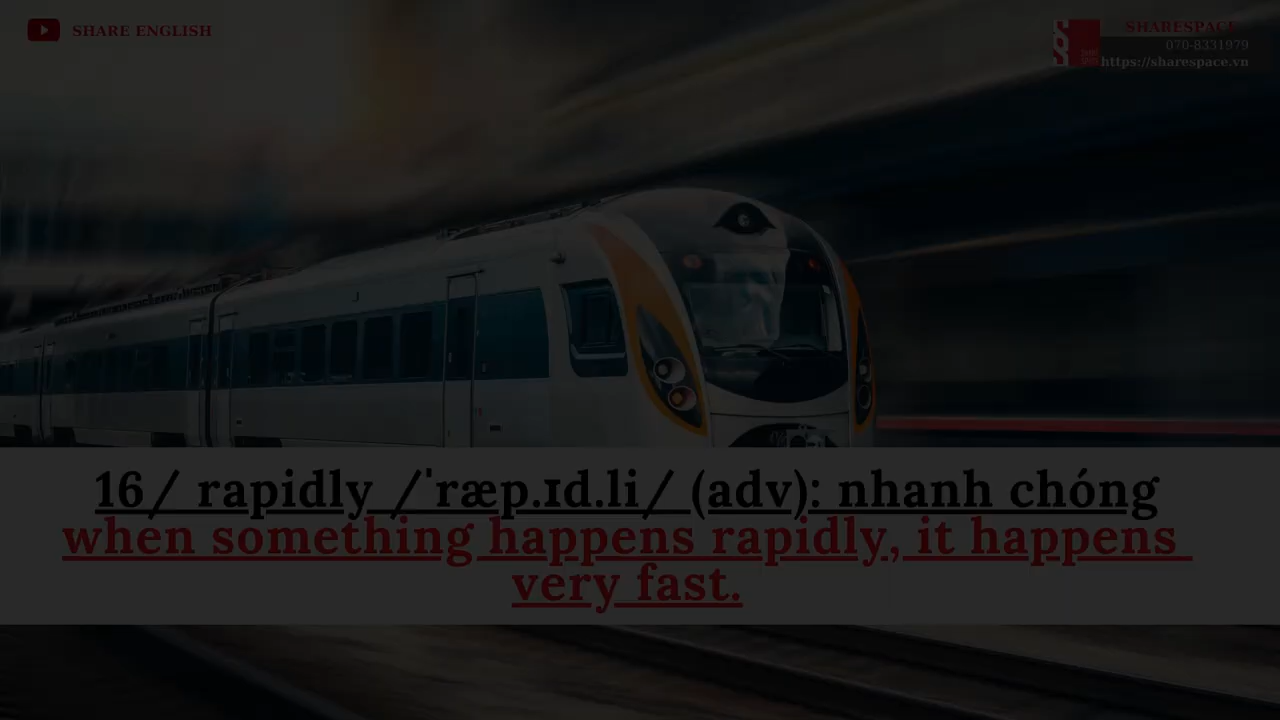 SHARE ENGLISH
SHARESPACE
070-8331979
https://sharespace.vn
16/ rapidly /ˈræp.ɪd.li/ (adv): nhanh chóng
when something happens rapidly, it happens
very fast.